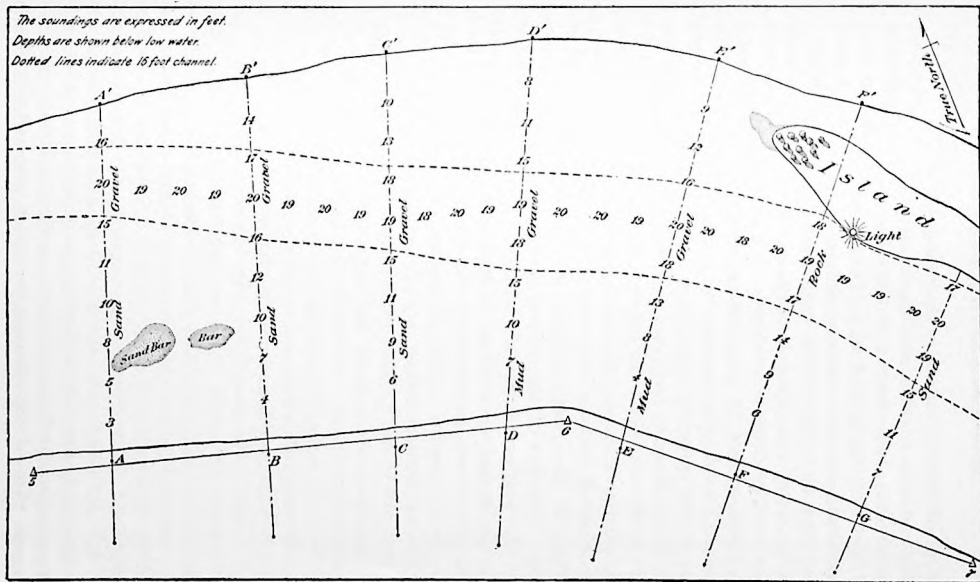 The soundings are expressed in feet.
Depths are shown below low water.
Dotted lines indicate 16 foot channel.
True North
A'
B'
C'
D'
E'
F'
16
20
Gravel
15
11
10
Sand
8
5
3
A
14
17
Gravel
20
16
12
10
Sand
7
4
B
10
13
18
Gravel
19
15
11
Sand
9
6
C
8
11
15
Gravel
19
18
15
10
7
Mud
D
9
12
16
20
Gravel
18
13
8
4
Mud
E
18
19
Rock
17
14
9
6
F
17
20
19
Sand
15
11
7
G
19 20 19
19 20 19
18 20 19
20 20 19
20 18 20
19 19 20
Island
Light
Sand Bar
Bar
5
6